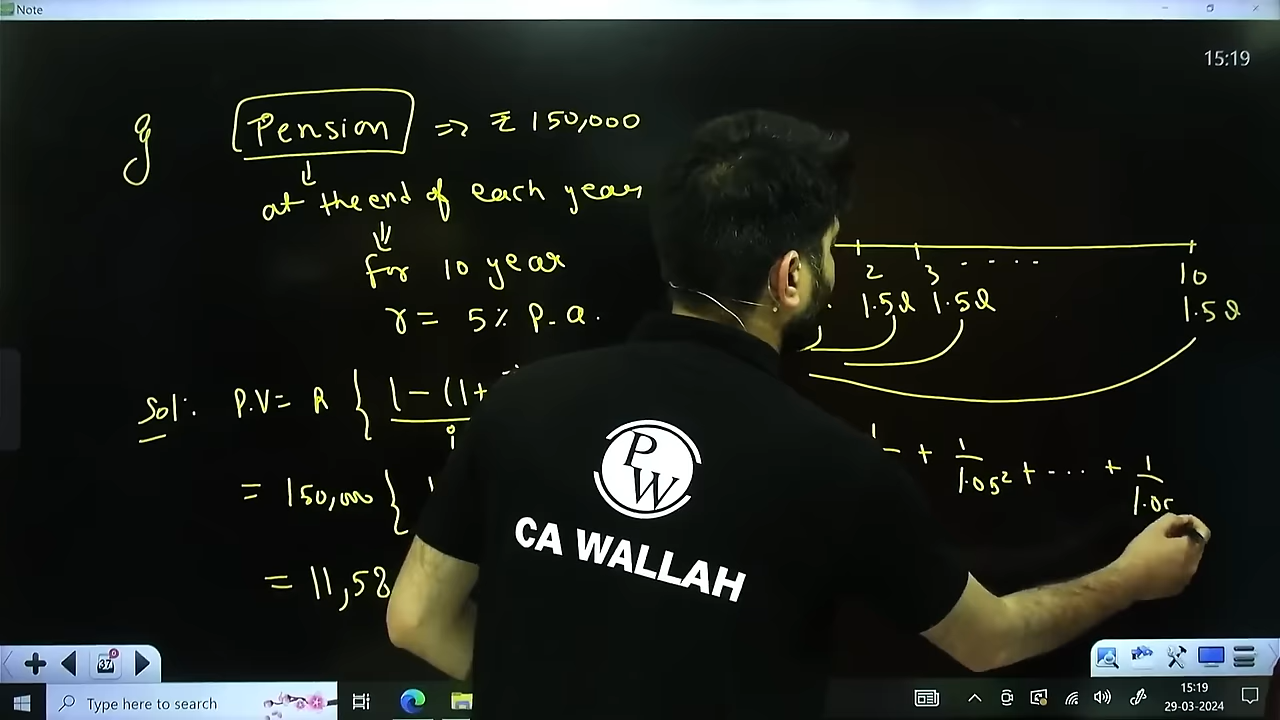 Note
15:19
Pension => ₹ 150,000
at the end of each year
for 10 year
r = 5% P.a.
2 3 - - - - 10
1.5l 1.5l 1.5l
Sol: P.V = R { 1 - (1+
i
= 150,000 {
+ 1/1.05² + ... + 1/1.05
= 11,58
PW
CA WALLAH
37
Type here to search
15:19
29-03-2024